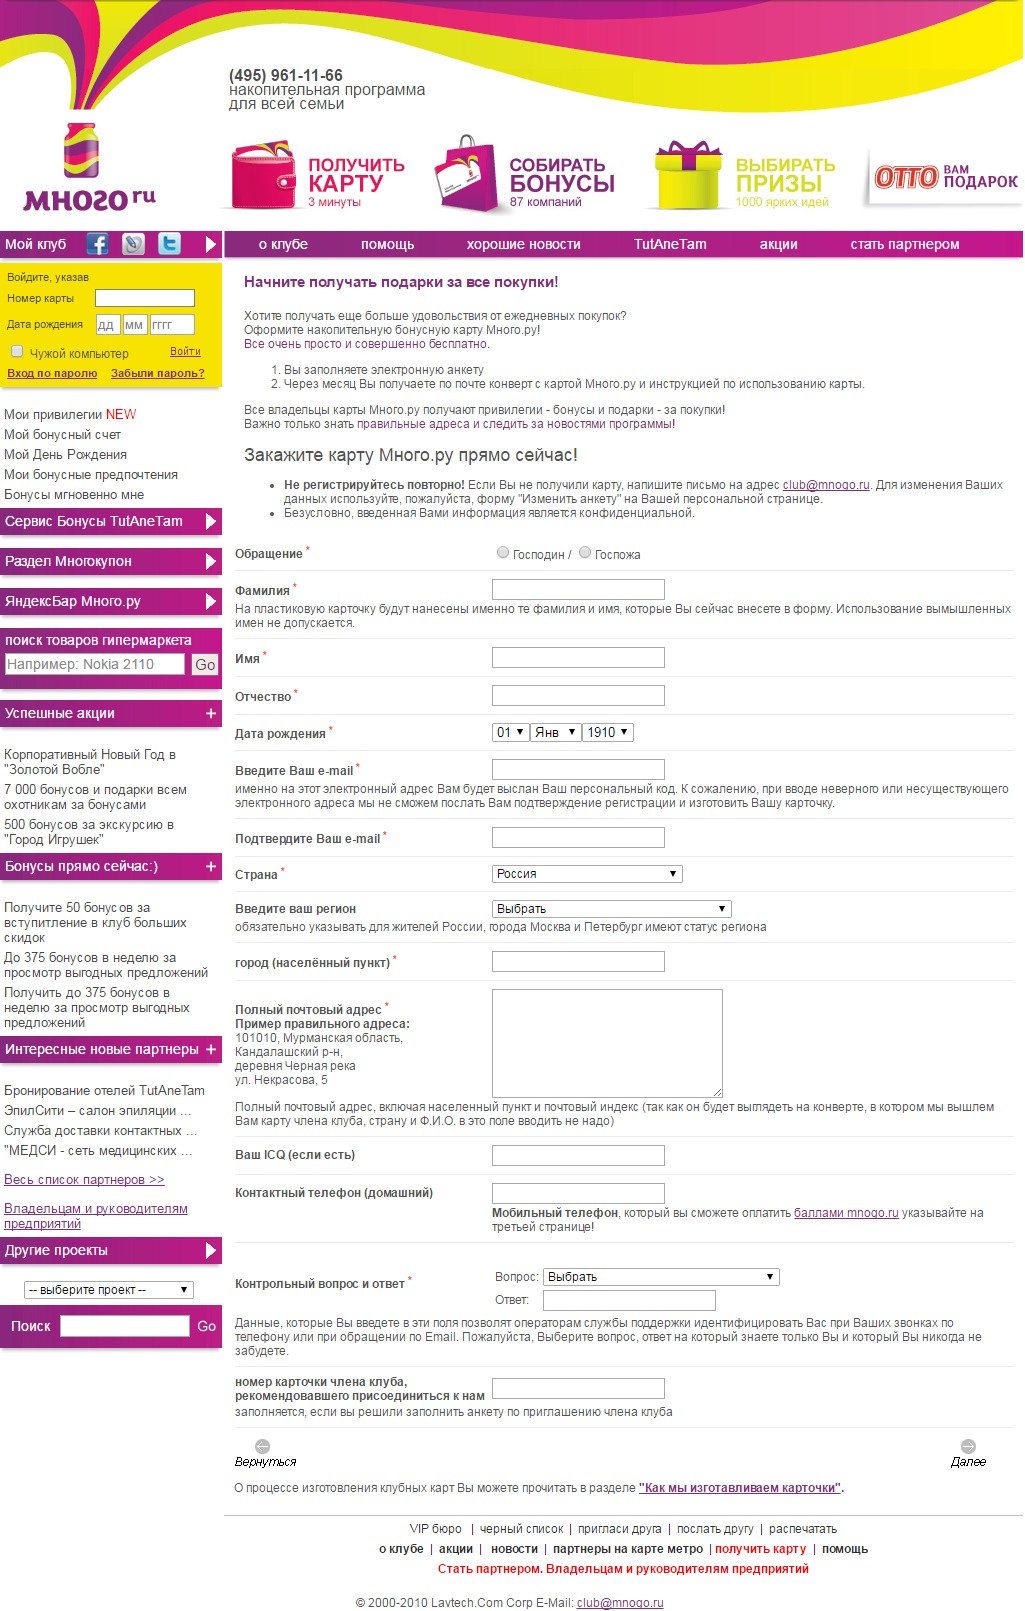 (495) 961-11-66
накопительная программа
для всей семьи
много ru
ПОЛУЧИТЬ
КАРТУ
3 минуты
СОБИРАТЬ
БОНУСЫ
87 компаний
ВЫБИРАТЬ
ПРИЗЫ
1000 ярких идей
OTTO ВАМ
ПОДАРОК
Мой клуб
о клубе помощь хорошие новости TutAneTam акции стать партнером
Войдите, указав
Номер карты
Дата рождения дд мм гггг
Чужой компьютер Войти
Вход по паролю Забыли пароль?
Мои привилегии NEW
Мой бонусный счет
Мой День Рождения
Мои бонусные предпочтения
Бонусы мгновенно мне
Сервис Бонусы TutAneTam
Раздел Многокупон
ЯндексБар Много.ру
поиск товаров гипермаркета
Например: Nokia 2110 Go
Успешные акции +
Корпоративный Новый Год в
"Золотой Вобле"
7 000 бонусов и подарки всем
охотникам за бонусами
500 бонусов за экскурсию в
"Город Игрушек"
Бонусы прямо сейчас:) +
Получите 50 бонусов за
вступитление в клуб больших
скидок
До 375 бонусов в неделю за
просмотр выгодных предложений
Получить до 375 бонусов в
неделю за просмотр выгодных
предложений
Интересные новые партнеры +
Бронирование отелей TutAneTam
ЭпилСити – салон эпиляции ...
Служба доставки контактных ...
"МЕДСИ - сеть медицинских ...
Весь список партнеров >>
Владельцам и руководителям
предприятий
Другие проекты
-- выберите проект --
Поиск Go
Начните получать подарки за все покупки!
Хотите получать еще больше удовольствия от ежедневных покупок?
Оформите накопительную бонусную карту Много.ру!
Все очень просто и совершенно бесплатно.
1. Вы заполняете электронную анкету
2. Через месяц Вы получаете по почте конверт с картой Много.ру и инструкцией по использованию карты.
Все владельцы карты Много.ру получают привилегии - бонусы и подарки - за покупки!
Важно только знать правильные адреса и следить за новостями программы!
Закажите карту Много.ру прямо сейчас!
• Не регистрируйтесь повторно! Если Вы не получили карту, напишите письмо на адрес club@mnogo.ru. Для изменения Ваших
данных используйте, пожалуйста, форму "Изменить анкету" на Вашей персональной странице.
• Безусловно, введенная Вами информация является конфиденциальной.
Обращение * Господин / Госпожа
Фамилия *
На пластиковую карточку будут нанесены именно те фамилия и имя, которые Вы сейчас внесете в форму. Использование вымышленных
имен не допускается.
Имя *
Отчество *
Дата рождения * 01 Янв 1910
Введите Ваш e-mail *
именно на этот электронный адрес Вам будет выслан Ваш персональный код. К сожалению, при вводе неверного или несуществующего
электронного адреса мы не сможем послать Вам подтверждение регистрации и изготовить Вашу карточку.
Подтвердите Ваш e-mail *
Страна * Россия
Введите ваш регион Выбрать
обязательно указывать для жителей России, города Москва и Петербург имеют статус региона
город (населённый пункт) *
Полный почтовый адрес *
Пример правильного адреса:
101010, Мурманская область,
Кандалашский р-н,
деревня Черная река
ул. Некрасова, 5
Полный почтовый адрес, включая населенный пункт и почтовый индекс (так как он будет выглядеть на конверте, в котором мы вышлем
Вам карту члена клуба, страну и Ф.И.О. в это поле вводить не надо)
Ваш ICQ (если есть)
Контактный телефон (домашний)
Мобильный телефон, который вы сможете оплатить баллами mnogo.ru указывайте на
третьей странице!
Контрольный вопрос и ответ * Вопрос: Выбрать
Ответ:
Данные, которые Вы введете в эти поля позволят операторам службы поддержки идентифицировать Вас при Ваших звонках по
телефону или при обращении по Email. Пожалуйста, Выберите вопрос, ответ на который знаете только Вы и который Вы никогда не
забудете.
номер карточки члена клуба,
рекомендовавшего присоединиться к нам
заполняется, если вы решили заполнить анкету по приглашению члена клуба
Вернуться Далее
О процессе изготовления клубных карт Вы можете прочитать в разделе "Как мы изготавливаем карточки".
VIP бюро | черный список | пригласи друга | послать другу | распечатать
о клубе | акции | новости | партнеры на карте метро | получить карту | помощь
Стать партнером. Владельцам и руководителям предприятий
© 2000-2010 Lavtech.Com Corp E-Mail: club@mnogo.ru